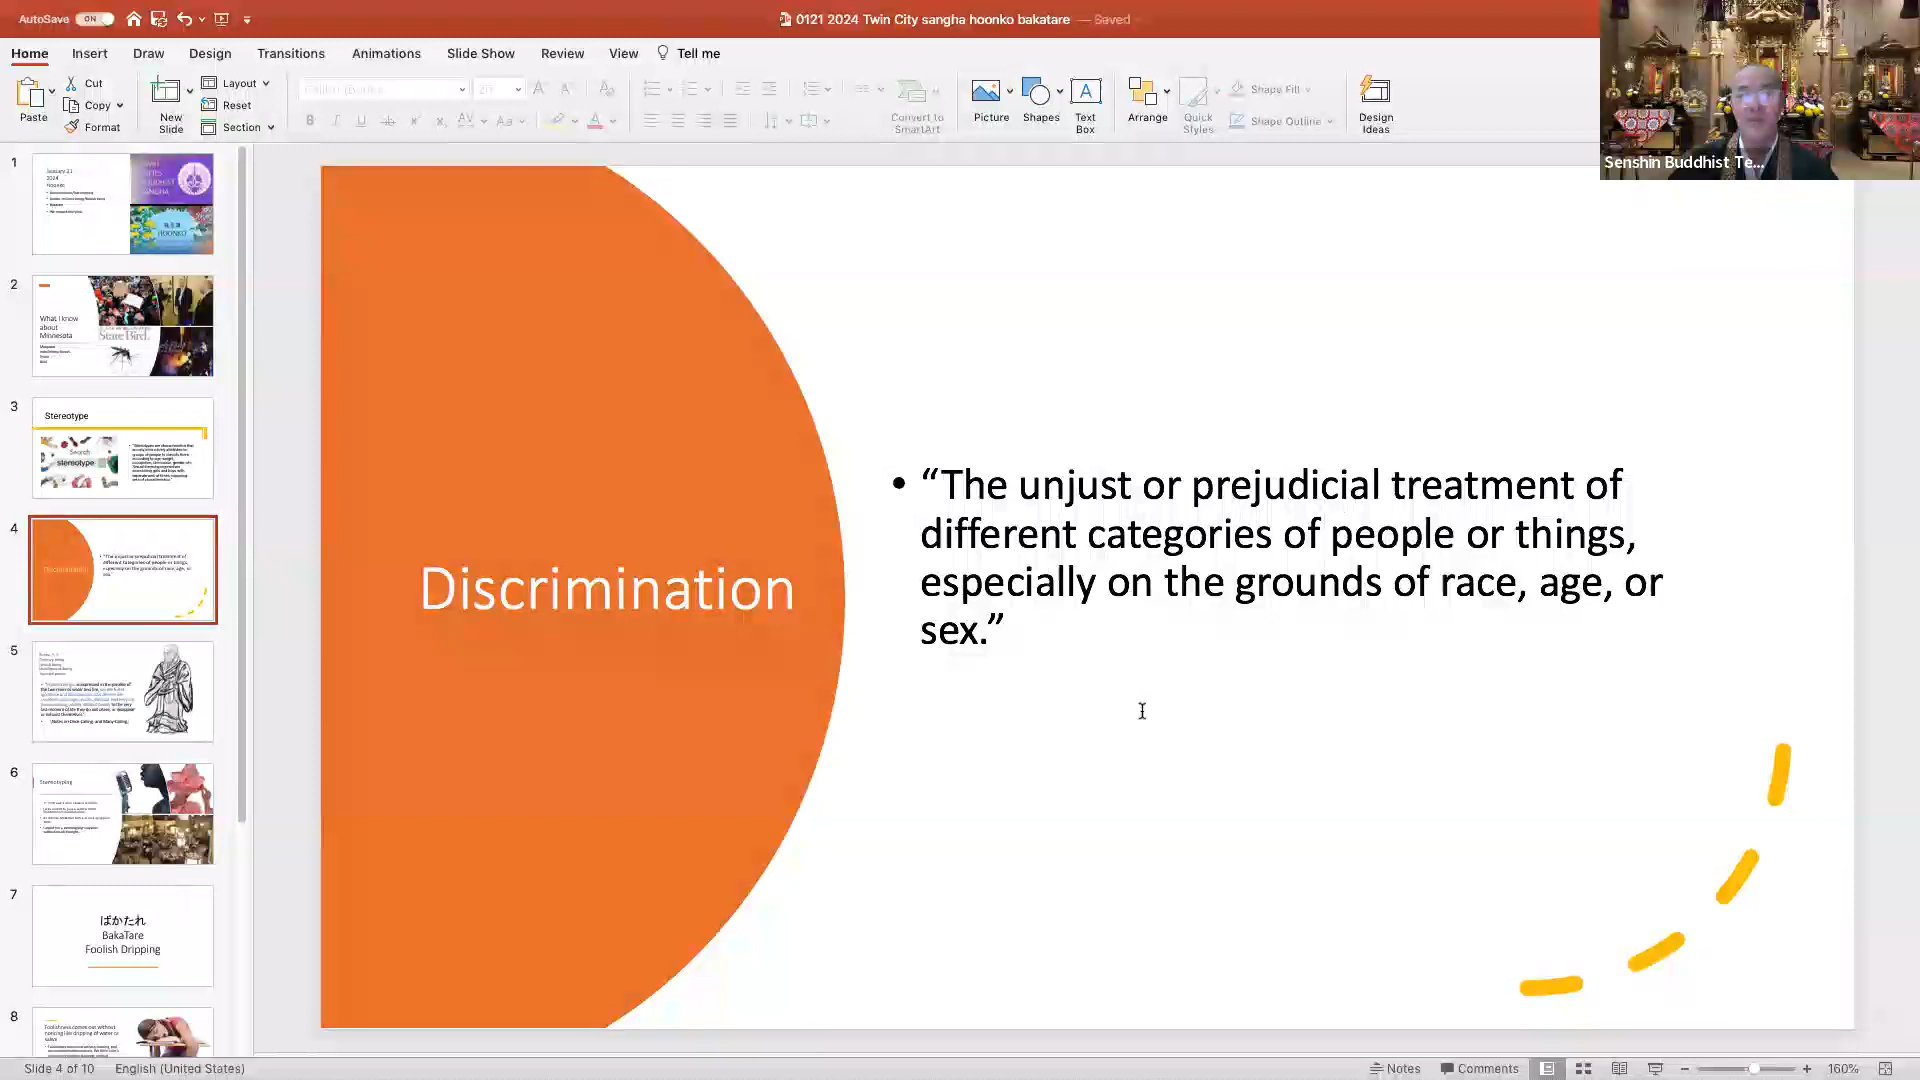 AutoSave ON
0121 2024 Twin City sangha hoonko bakatare — Saved
Home Insert Draw Design Transitions Animations Slide Show Review View Tell me
Paste
Cut
Copy
Format
New Slide
Layout
Reset
Section
Convert to SmartArt
Picture
Shapes
Text Box
Arrange
Quick Styles
Shape Fill
Shape Outline
Design Ideas
Senshin Buddhist Te...
1
January 21
2024
2
What I know
about
Minnesota
State Bird.
3
Stereotype
Search
stereotype
4
5
6
Stereotyping
7
ばかたれ
BakaTare
Foolish Dripping
8
Discrimination
• “The unjust or prejudicial treatment of
different categories of people or things,
especially on the grounds of race, age, or
sex.”
Slide 4 of 10 English (United States)
Notes Comments 160%